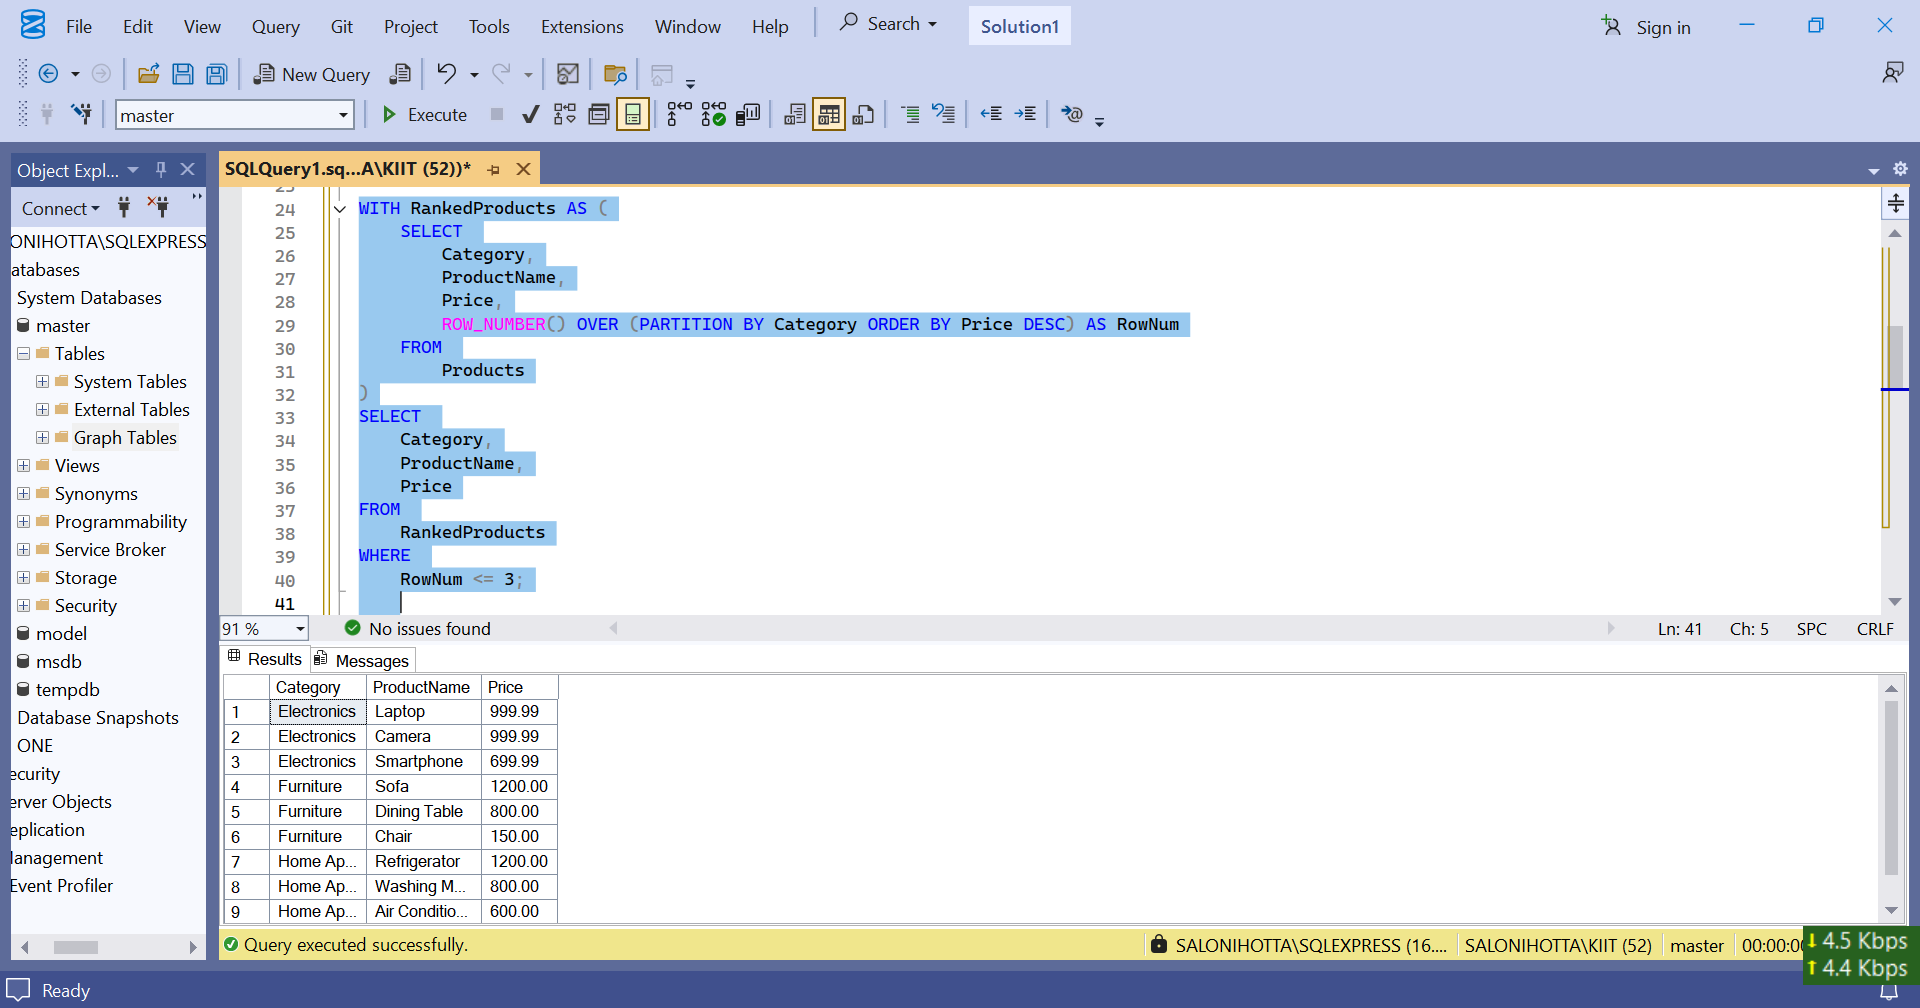 File Edit View Query Git Project Tools Extensions Window Help Search Solution1 Sign in
New Query
master Execute
Object Expl...
Connect
ONIHOTTA\SQLEXPRESS
atabases
System Databases
master
Tables
System Tables
External Tables
Graph Tables
Views
Synonyms
Programmability
Service Broker
Storage
Security
model
msdb
tempdb
Database Snapshots
ONE
ecurity
erver Objects
eplication
anagement
Event Profiler
SQLQuery1.sq...A\KIIT (52))*
24 WITH RankedProducts AS (
25 SELECT
26 Category,
27 ProductName,
28 Price,
29 ROW_NUMBER() OVER (PARTITION BY Category ORDER BY Price DESC) AS RowNum
30 FROM
31 Products
32 )
33 SELECT
34 Category,
35 ProductName,
36 Price
37 FROM
38 RankedProducts
39 WHERE
40 RowNum <= 3;
41
91 % No issues found Ln: 41 Ch: 5 SPC CRLF
Results Messages
Category ProductName Price
1 Electronics Laptop 999.99
2 Electronics Camera 999.99
3 Electronics Smartphone 699.99
4 Furniture Sofa 1200.00
5 Furniture Dining Table 800.00
6 Furniture Chair 150.00
7 Home Ap... Refrigerator 1200.00
8 Home Ap... Washing M... 800.00
9 Home Ap... Air Conditio... 600.00
Query executed successfully. SALONIHOTTA\SQLEXPRESS (16.... SALONIHOTTA\KIIT (52) master 00:00:0
4.5 Kbps
4.4 Kbps
Ready